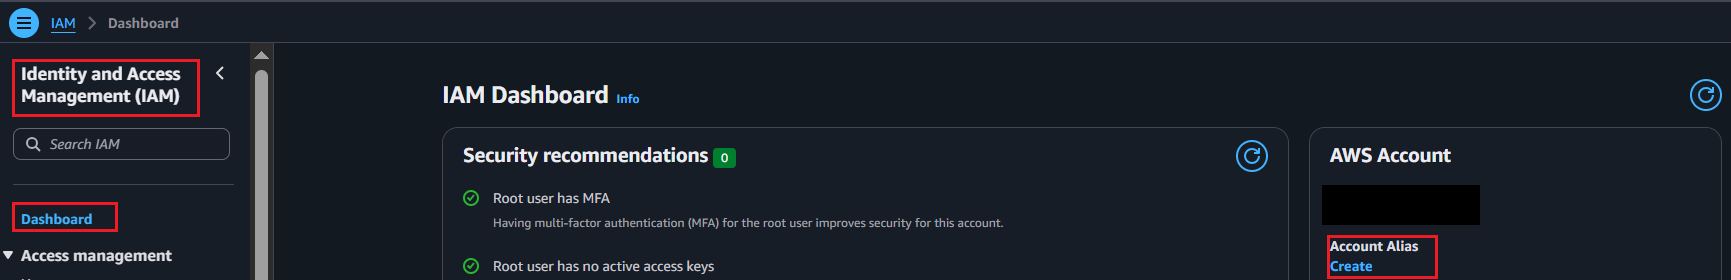 IAM > Dashboard
Identity and Access
Management (IAM)
Search IAM
Dashboard
Access management
IAM Dashboard Info
Security recommendations 0
Root user has MFA
Having multi-factor authentication (MFA) for the root user improves security for this account.
Root user has no active access keys
AWS Account
Account Alias
Create